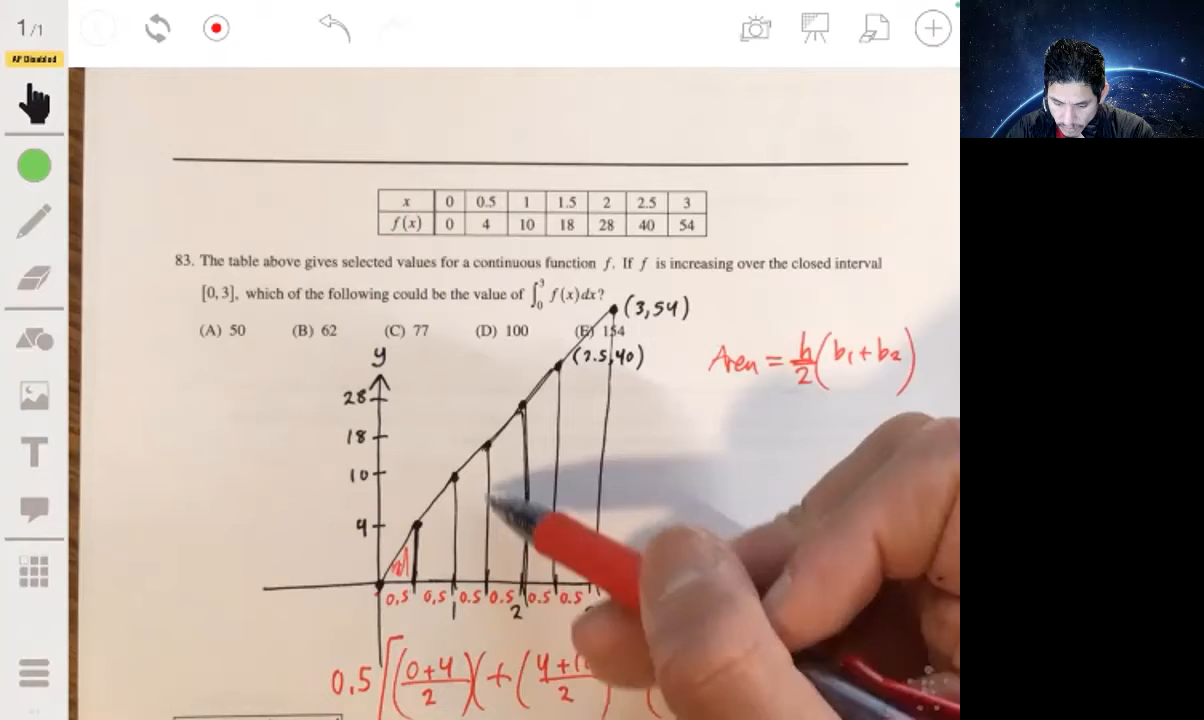 1/1
AP Disabled
x 0 0.5 1 1.5 2 2.5 3
f(x) 0 4 10 18 28 40 54
83. The table above gives selected values for a continuous function f. If f is increasing over the closed interval
[0, 3], which of the following could be the value of ∫₀³ f(x)dx?
(A) 50 (B) 62 (C) 77 (D) 100 (E) 154
(3,54)
(2.5,40)
Area = h/2 (b₁+b₂)
y
28
18
10
4
0.5 0.5 0.5 0.5 0.5 0.5
1 2
0.5 [(0+4/2) + (
T